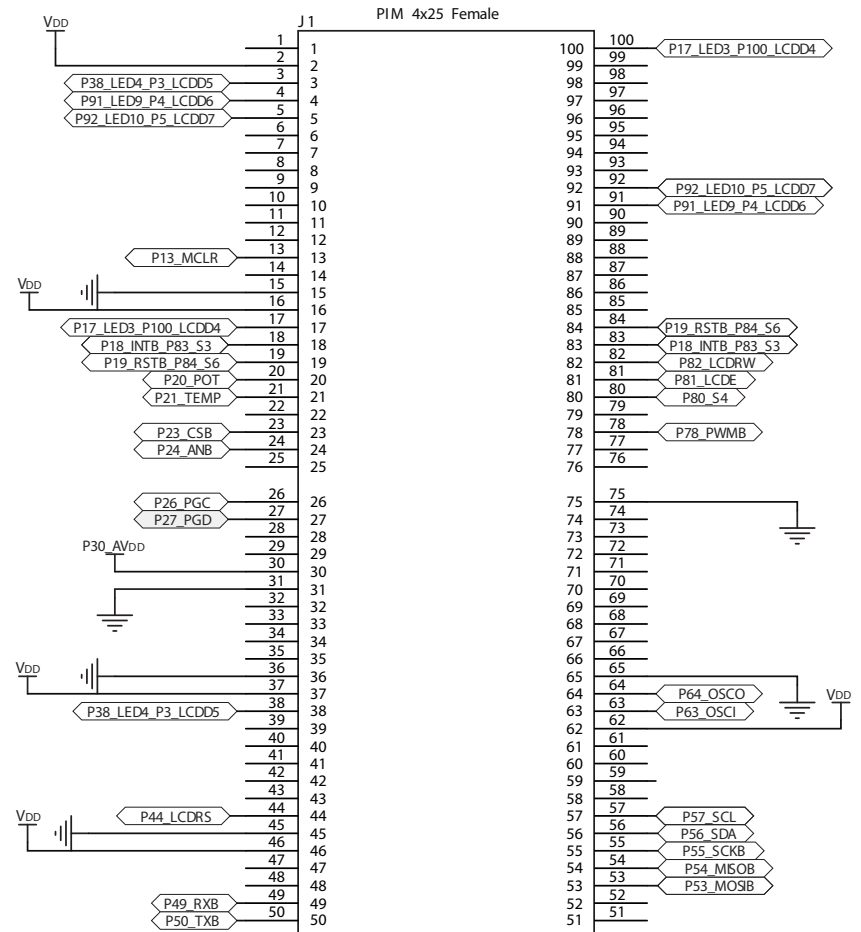 PIM 4x25 Female
J1
VDD
1 1 100 100 P17_LED3_P100_LCDD4
2 2 99 99
P38_LED4_P3_LCDD5 3 3 98 98
P91_LED9_P4_LCDD6 4 4 97 97
P92_LED10_P5_LCDD7 5 5 96 96
6 6 95 95
7 7 94 94
8 8 93 93
9 9 92 92 P92_LED10_P5_LCDD7
10 10 91 91 P91_LED9_P4_LCDD6
11 11 90 90
12 12 89 89
P13_MCLR 13 13 88 88
14 14 87 87
VDD
15 15 86 86
16 16 85 85
P17_LED3_P100_LCDD4 17 17 84 84 P19_RSTB_P84_S6
P18_INTB_P83_S3 18 18 83 83 P18_INTB_P83_S3
P19_RSTB_P84_S6 19 19 82 82 P82_LCDRW
P20_POT 20 20 81 81 P81_LCDE
P21_TEMP 21 21 80 80 P80_S4
22 22 79 79
P23_CSB 23 23 78 78 P78_PWMB
P24_ANB 24 24 77 77
25 25 76 76
P26_PGC 26 26 75 75
P27_PGD 27 27 74 74
28 28 73 73
P30_AVDD
29 29 72 72
30 30 71 71
31 31 70 70
32 32 69 69
33 33 68 68
34 34 67 67
35 35 66 66
VDD
36 36 65 65
37 37 64 64 P64_OSCO
P38_LED4_P3_LCDD5 38 38 63 63 P63_OSCI
VDD
39 39 62 62
40 40 61 61
41 41 60 60
42 42 59 59
43 43 58 58
P44_LCDRS 44 44 57 57 P57_SCL
VDD
45 45 56 56 P56_SDA
46 46 55 55 P55_SCKB
47 47 54 54 P54_MISOB
48 48 53 53 P53_MOSIB
P49_RXB 49 49 52 52
P50_TXB 50 50 51 51